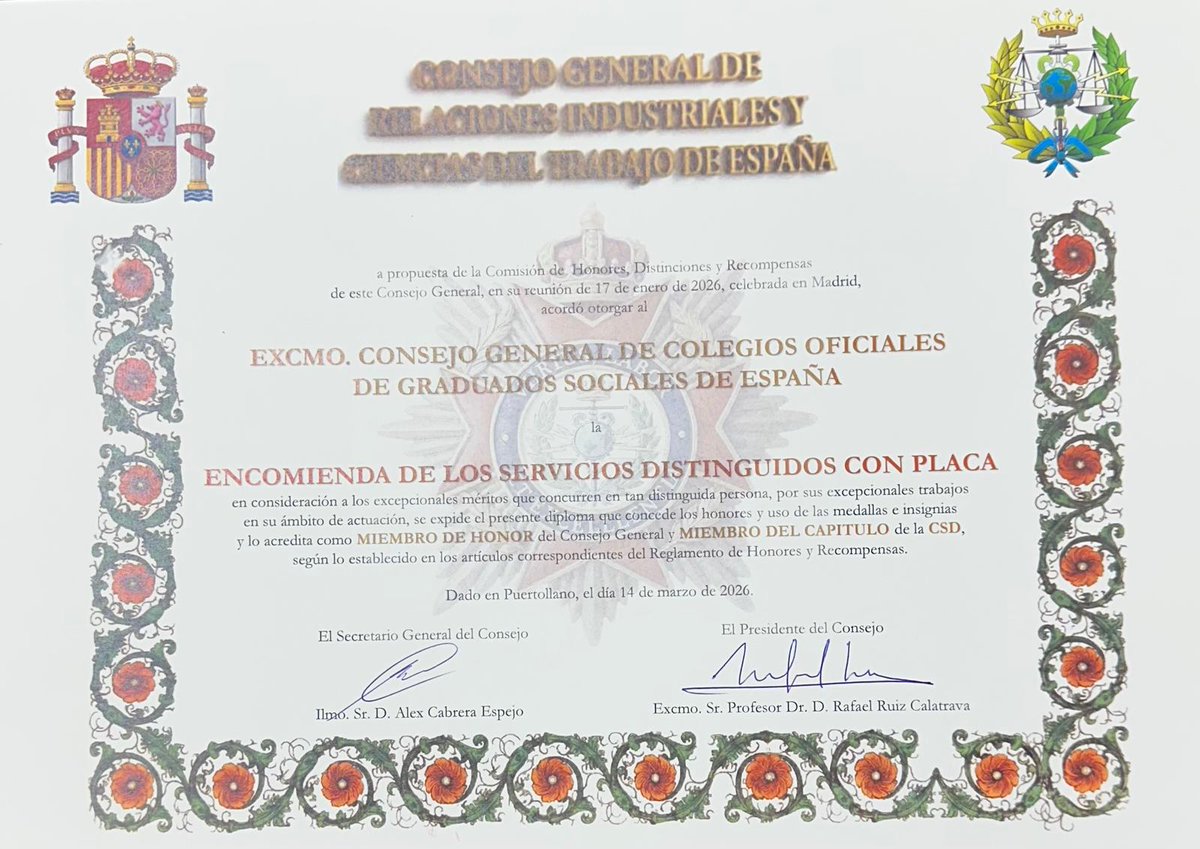 CONSEJO GENERAL DE
RELACIONES INDUSTRIALES Y
CIENCIAS DEL TRABAJO DE ESPAÑA
PLVS VLTRA
a propuesta de la Comisión de Honores, Distinciones y Recompensas
de este Consejo General, en su reunión de 17 de enero de 2026, celebrada en Madrid,
acordó otorgar al
EXCMO. CONSEJO GENERAL DE COLEGIOS OFICIALES
DE GRADUADOS SOCIALES DE ESPAÑA
la
ENCOMIENDA DE LOS SERVICIOS DISTINGUIDOS CON PLACA
en consideración a los excepcionales méritos que concurren en tan distinguida persona, por sus excepcionales trabajos
en su ámbito de actuación, se expide el presente diploma que concede los honores y uso de las medallas e insignias
y lo acredita como MIEMBRO DE HONOR del Consejo General y MIEMBRO DEL CAPITULO de la CSD,
según lo establecido en los artículos correspondientes del Reglamento de Honores y Recompensas.
Dado en Puertollano, el día 14 de marzo de 2026.
El Secretario General del Consejo
El Presidente del Consejo
Ilmo. Sr. D. Alex Cabrera Espejo
Excmo. Sr. Profesor Dr. D. Rafael Ruiz Calatrava